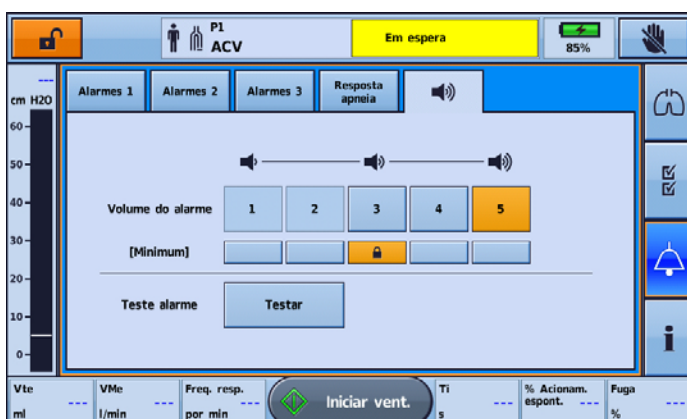 P1
ACV
Em espera
85%
Alarmes 1
Alarmes 2
Alarmes 3
Resposta
apneia
---
cm H2O
60
50
40
30
20
10
0
Volume do alarme
1
2
3
4
5
[Minimum]
Teste alarme
Testar
Vte
---
ml
VMe
---
l/min
Freq. resp.
---
por min
Iniciar vent.
Ti
---
s
% Acionam.
espont. ---
Fuga
---
%